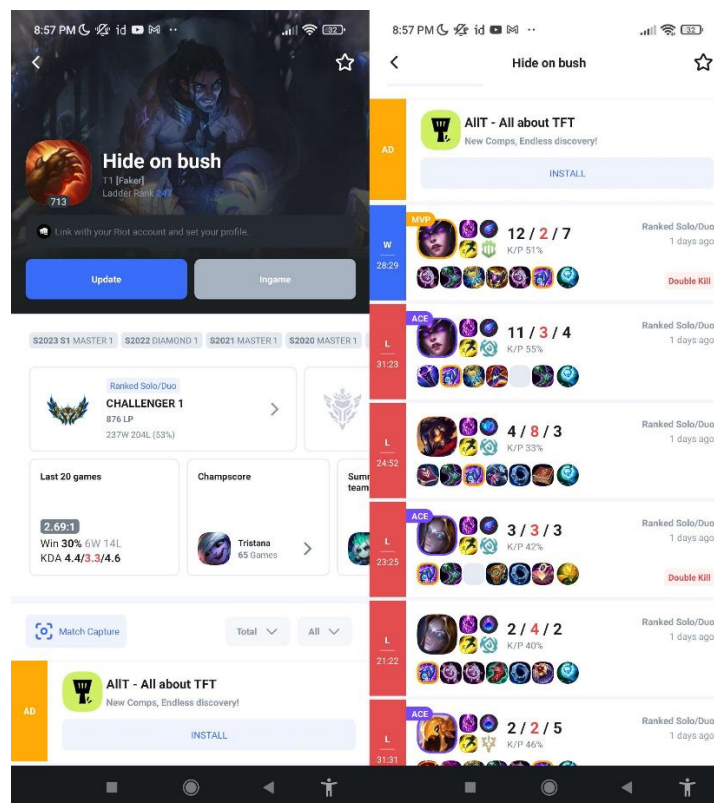 8:57 PM id
32
Hide on bush
T1 [Faker]
Ladder Rank 247
713
Link with your Riot account and set your profile.
Update
Ingame
S2023 S1 MASTER 1
S2022 DIAMOND 1
S2021 MASTER 1
S2020 MASTER 1
Ranked Solo/Duo
CHALLENGER 1
876 LP
237W 204L (53%)
Last 20 games
2.69:1
Win 30% 6W 14L
KDA 4.4/3.3/4.6
Champscore
Tristana
65 Games
Summ
team
Match Capture
Total
All
AD
AllT - All about TFT
New Comps, Endless discovery!
INSTALL
8:57 PM id
32
Hide on bush
AD
AllT - All about TFT
New Comps, Endless discovery!
INSTALL
W
28:29
MVP
12 / 2 / 7
K/P 51%
Ranked Solo/Duo
1 days ago
Double Kill
L
31:23
ACE
11 / 3 / 4
K/P 55%
Ranked Solo/Duo
1 days ago
L
24:52
4 / 8 / 3
K/P 33%
Ranked Solo/Duo
1 days ago
L
23:25
ACE
3 / 3 / 3
K/P 42%
Ranked Solo/Duo
1 days ago
Double Kill
L
21:22
2 / 4 / 2
K/P 40%
Ranked Solo/Duo
1 days ago
L
31:31
ACE
2 / 2 / 5
K/P 46%
Ranked Solo/Duo
1 days ago